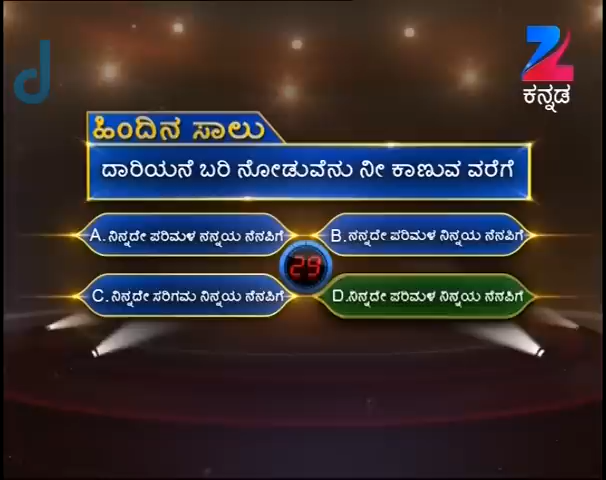 ಕನ್ನಡ
ಹಿಂದಿನ ಸಾಲು
ದಾರಿಯನೆ ಬರಿ ನೋಡುವೆನು ನೀ ಕಾಣುವ ವರೆಗೆ
A. ನಿನ್ನದೇ ಪರಿಮಳ ನನ್ನಯ ನೆನಪಿಗೆ
B. ನನ್ನದೇ ಪರಿಮಳ ನಿನ್ನಯ ನೆನಪಿಗೆ
29
C. ನಿನ್ನದೇ ಸರಿಗಮ ನಿನ್ನಯ ನೆನಪಿಗೆ
D.ನಿನ್ನದೇ ಪರಿಮಳ ನಿನ್ನಯ ನೆನಪಿಗೆ